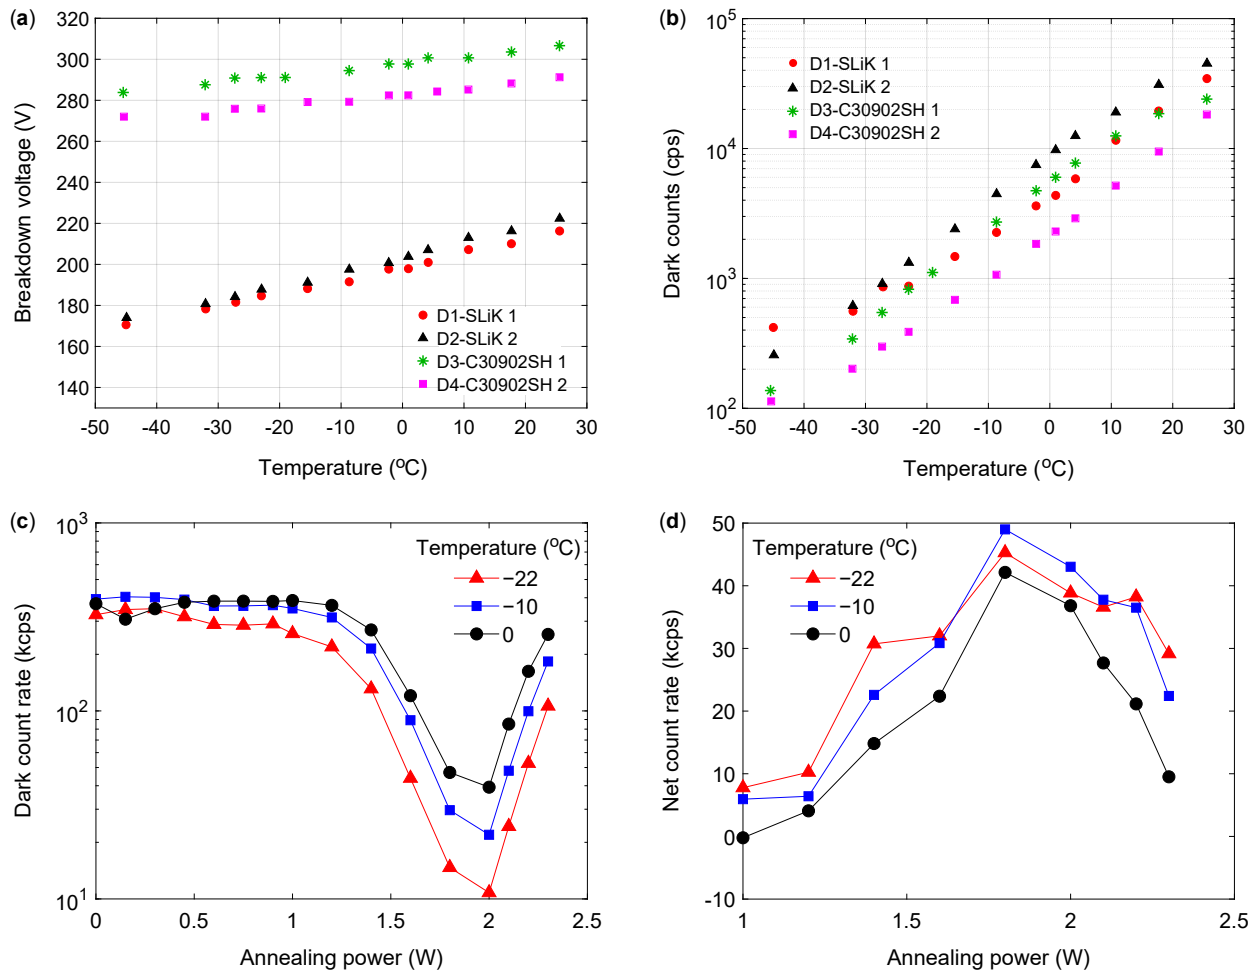 (a)
320
300
280
260
240
220
200
180
160
140
Breakdown voltage (V)
D1-SLiK 1
D2-SLiK 2
D3-C30902SH 1
D4-C30902SH 2
-50 -40 -30 -20 -10 0 10 20 30
Temperature (°C)
(b)
10^5
10^4
10^3
10^2
Dark counts (cps)
D1-SLiK 1
D2-SLiK 2
D3-C30902SH 1
D4-C30902SH 2
-50 -40 -30 -20 -10 0 10 20 30
Temperature (°C)
(c)
10^3
10^2
10^1
Dark count rate (kcps)
Temperature (°C)
−22
−10
0
0 0.5 1 1.5 2 2.5
Annealing power (W)
(d)
50
40
30
20
10
0
-10
Net count rate (kcps)
Temperature (°C)
−22
−10
0
1 1.5 2 2.5
Annealing power (W)